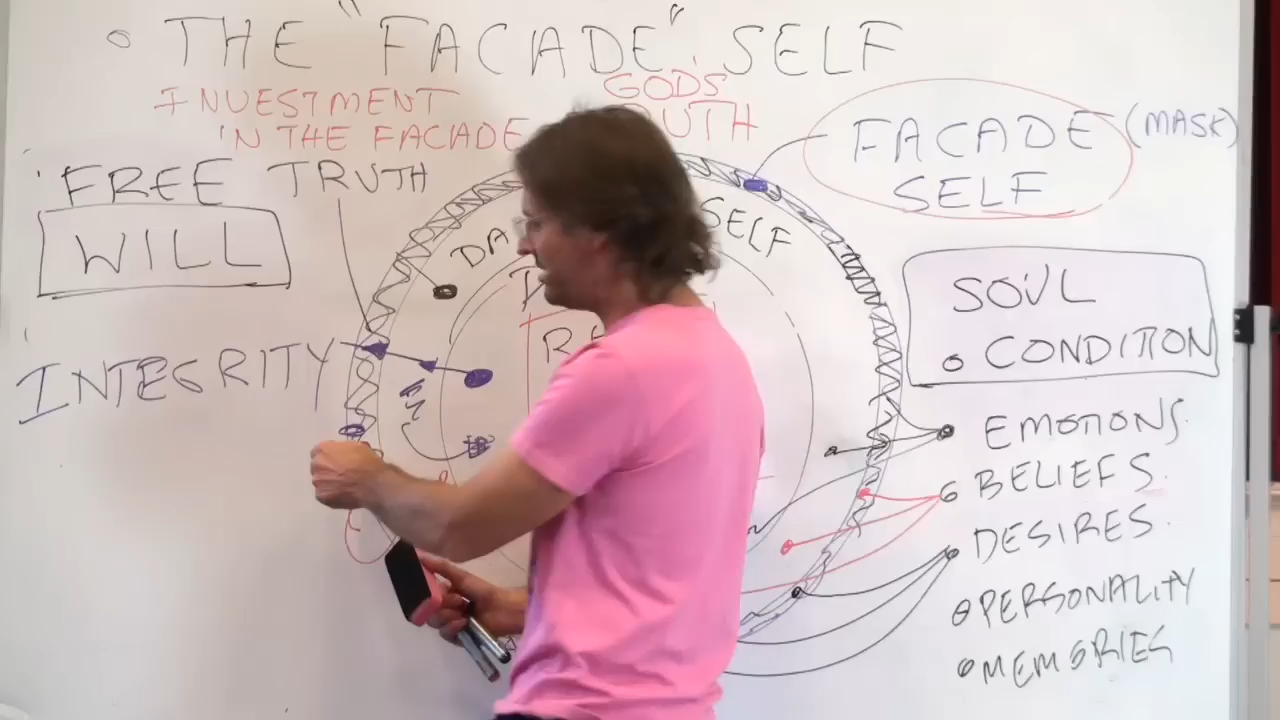 THE "FACADE" SELF
INVESTMENT
IN THE FACADE
GOD'S
FACADE (MASK)
SELF
FREE
WILL
TRUTH
SELF
SOUL
CONDITION
INTEGRITY
EMOTIONS
BELIEFS
DESIRES
PERSONALITY
MEMORIES